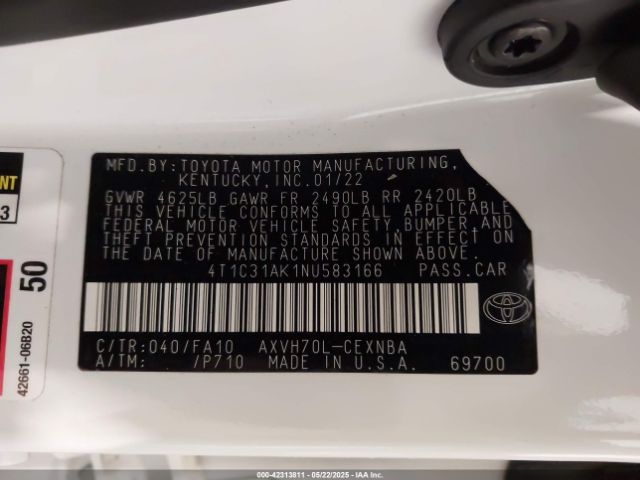 NT
3
50
42661-06B20
MFD.BY:TOYOTA MOTOR MANUFACTURING,
KENTUCKY,INC.01/22
GVWR 4625LB GAWR FR 2490LB RR 2420LB
THIS VEHICLE CONFORMS TO ALL APPLICABLE
FEDERAL MOTOR VEHICLE SAFETY,BUMPER,AND
THEFT PREVENTION STANDARDS IN EFFECT ON
THE DATE OF MANUFACTURE SHOWN ABOVE.
4T1C31AK1NU583166 PASS.CAR
C/TR:040/FA10 AXVH70L-CEXNBA
A/TM: /P710 MADE IN U.S.A. 69700
000-42313811 — 05/22/2025 — IAA Inc.